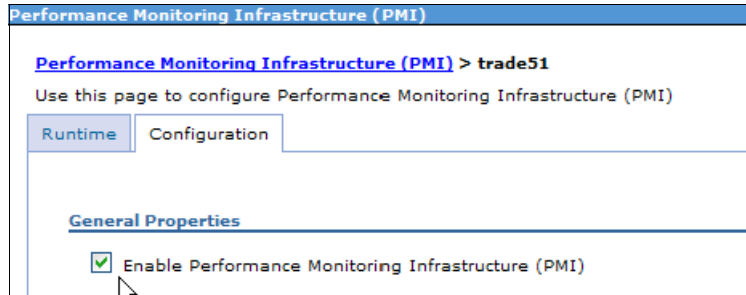 Performance Monitoring Infrastructure (PMI)
Performance Monitoring Infrastructure (PMI) > trade51
Use this page to configure Performance Monitoring Infrastructure (PMI)
Runtime Configuration
General Properties
Enable Performance Monitoring Infrastructure (PMI)